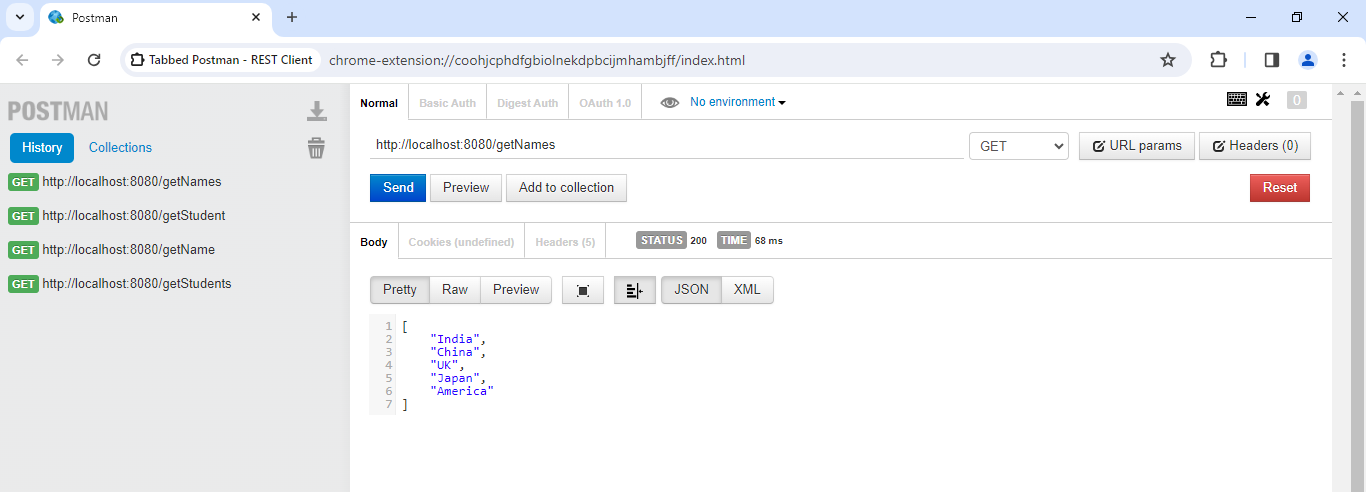 Postman
Tabbed Postman - REST Client
chrome-extension://coohjcphdfgbiolnekdpbcijmhambjff/index.html
POSTMAN
History
Collections
GET http://localhost:8080/getNames
GET http://localhost:8080/getStudent
GET http://localhost:8080/getName
GET http://localhost:8080/getStudents
Normal
Basic Auth
Digest Auth
OAuth 1.0
No environment
0
http://localhost:8080/getNames
GET
URL params
Headers (0)
Send
Preview
Add to collection
Reset
Body
Cookies (undefined)
Headers (5)
STATUS 200 TIME 68 ms
Pretty
Raw
Preview
JSON
XML
1 [
2 "India",
3 "China",
4 "UK",
5 "Japan",
6 "America"
7 ]